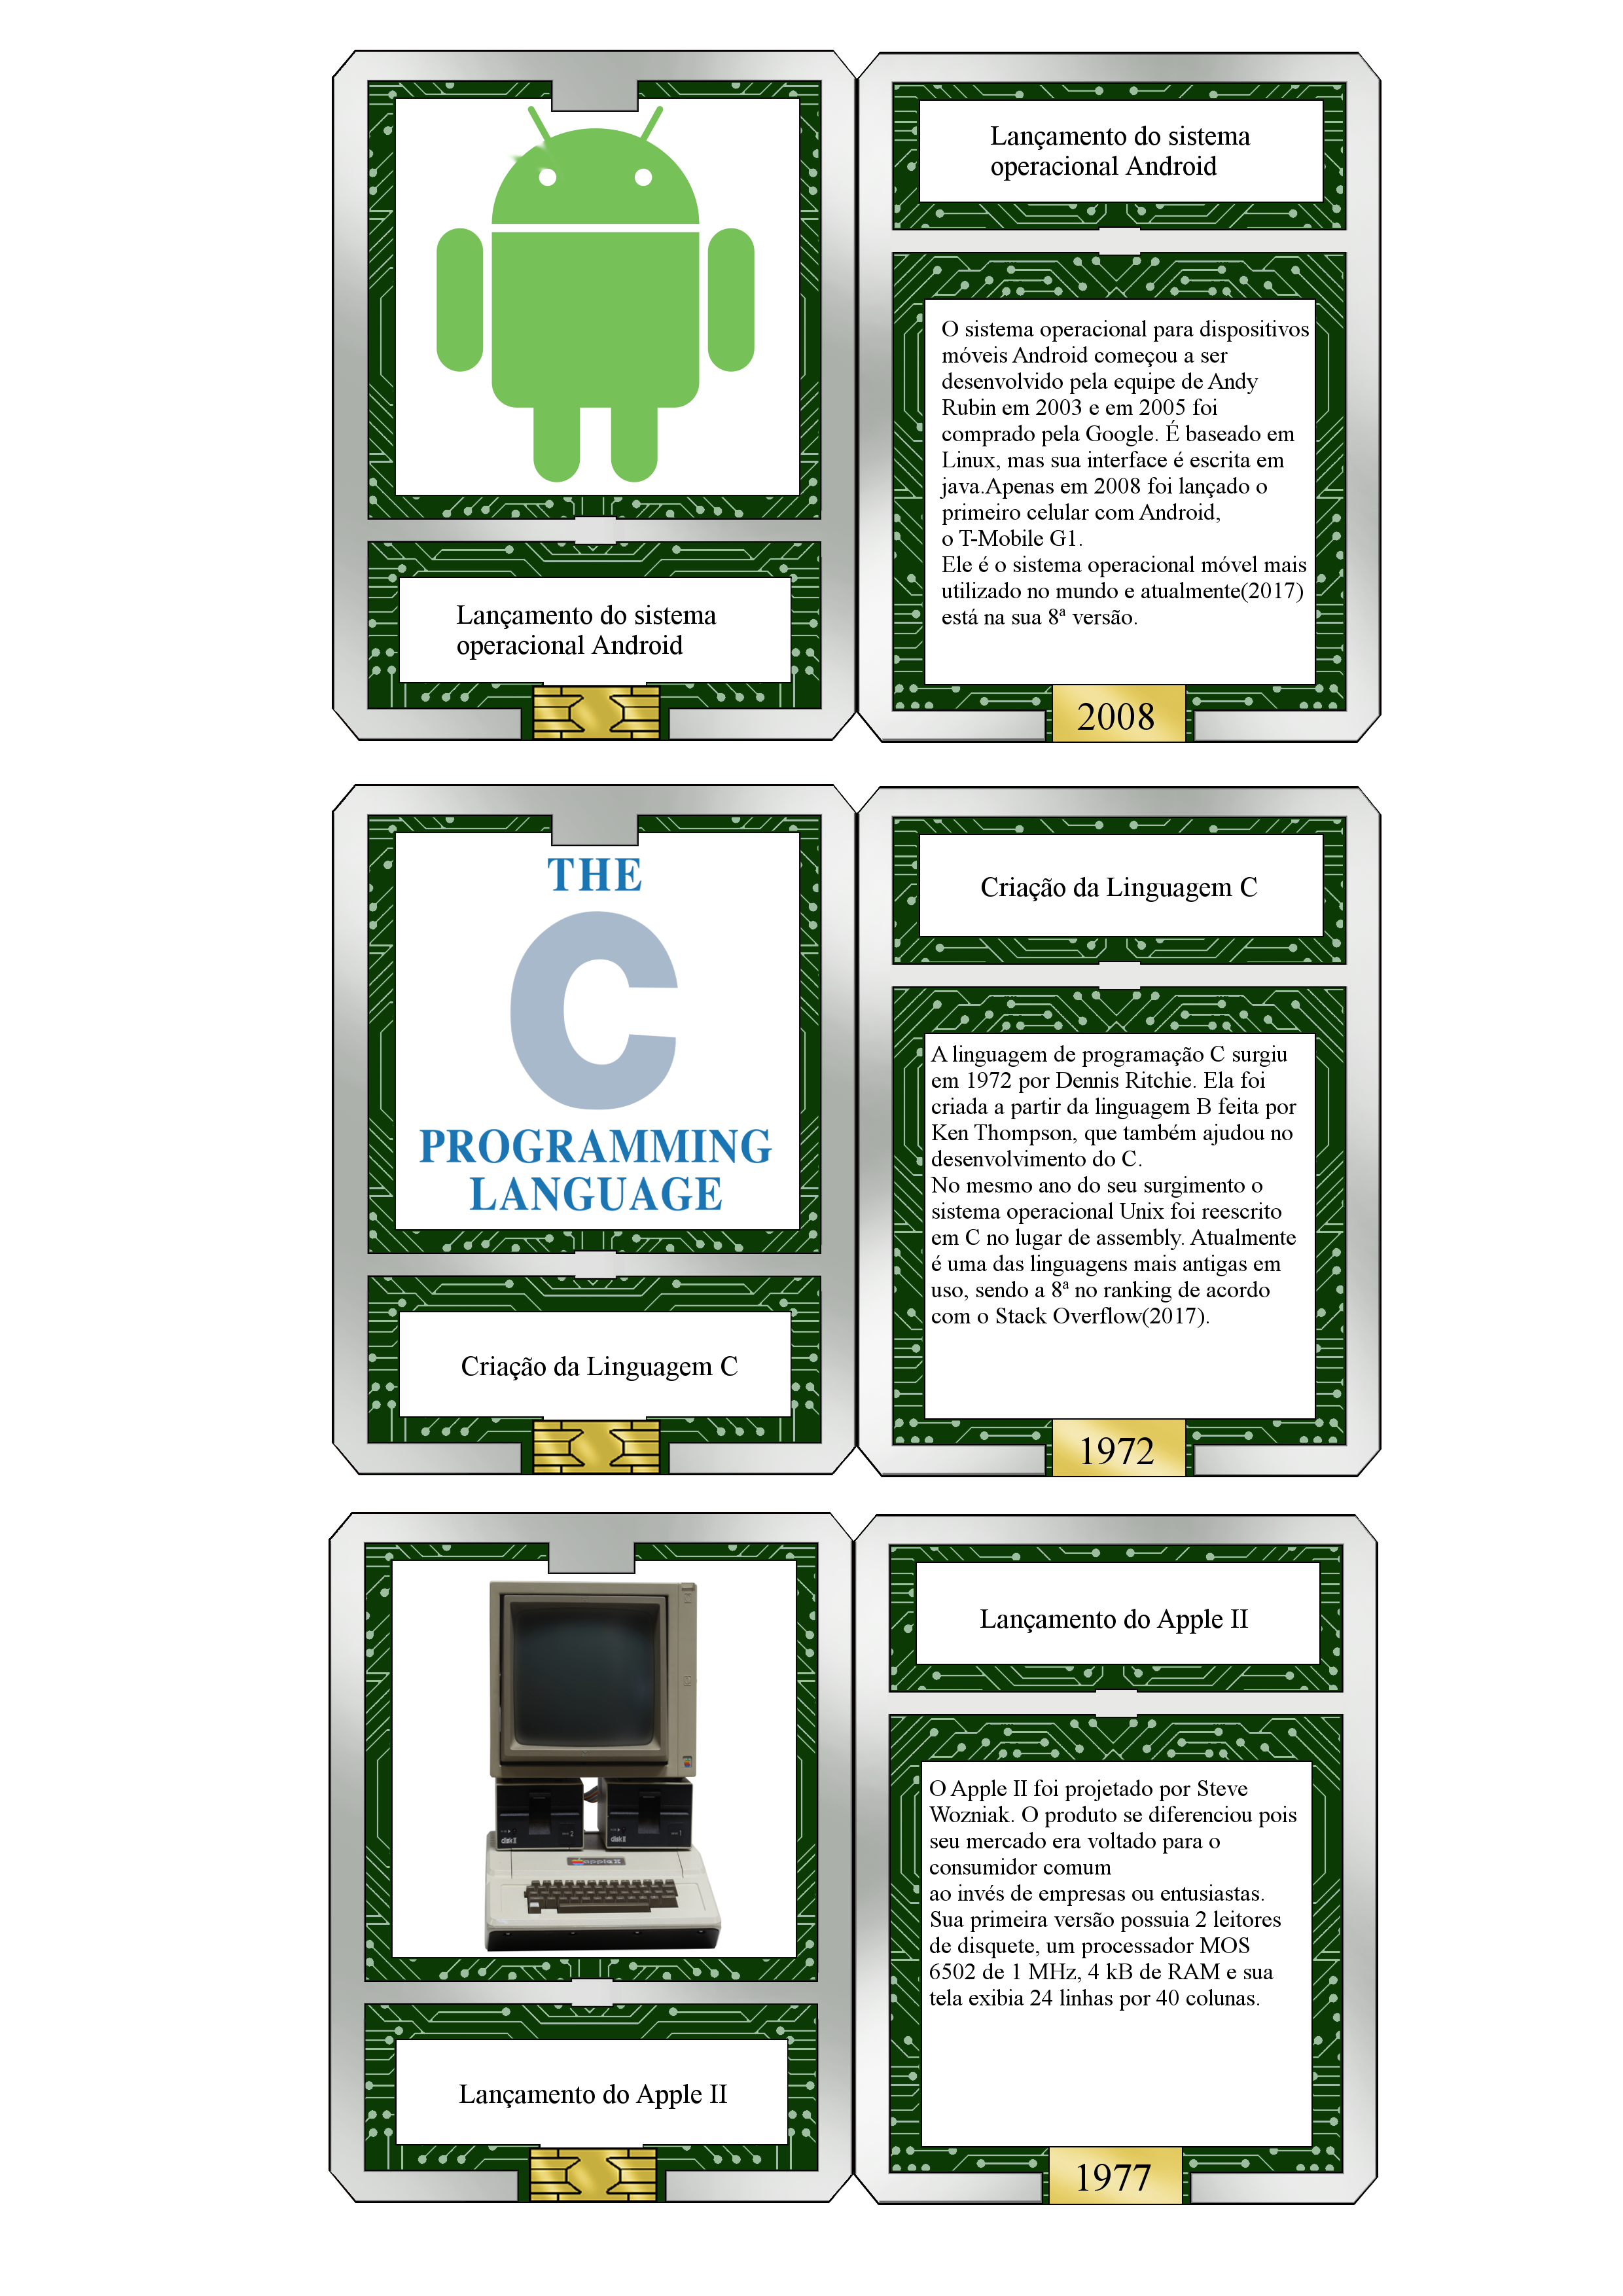 Lançamento do sistema
operacional Android
Lançamento do sistema
operacional Android
O sistema operacional para dispositivos
móveis Android começou a ser
desenvolvido pela equipe de Andy
Rubin em 2003 e em 2005 foi
comprado pela Google. É baseado em
Linux, mas sua interface é escrita em
java.Apenas em 2008 foi lançado o
primeiro celular com Android,
o T-Mobile G1.
Ele é o sistema operacional móvel mais
utilizado no mundo e atualmente(2017)
está na sua 8ª versão.
2008
THE
C
PROGRAMMING
LANGUAGE
Criação da Linguagem C
Criação da Linguagem C
A linguagem de programação C surgiu
em 1972 por Dennis Ritchie. Ela foi
criada a partir da linguagem B feita por
Ken Thompson, que também ajudou no
desenvolvimento do C.
No mesmo ano do seu surgimento o
sistema operacional Unix foi reescrito
em C no lugar de assembly. Atualmente
é uma das linguagens mais antigas em
uso, sendo a 8ª no ranking de acordo
com o Stack Overflow(2017).
1972
disk II
disk II
Lançamento do Apple II
Lançamento do Apple II
O Apple II foi projetado por Steve
Wozniak. O produto se diferenciou pois
seu mercado era voltado para o
consumidor comum
ao invés de empresas ou entusiastas.
Sua primeira versão possuia 2 leitores
de disquete, um processador MOS
6502 de 1 MHz, 4 kB de RAM e sua
tela exibia 24 linhas por 40 colunas.
1977